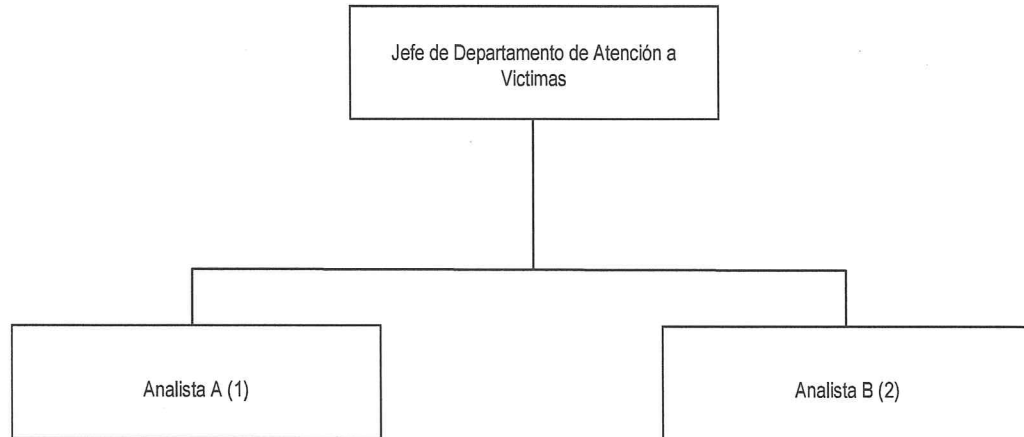 Jefe de Departamento de Atención a
Victimas
Analista A (1)
Analista B (2)